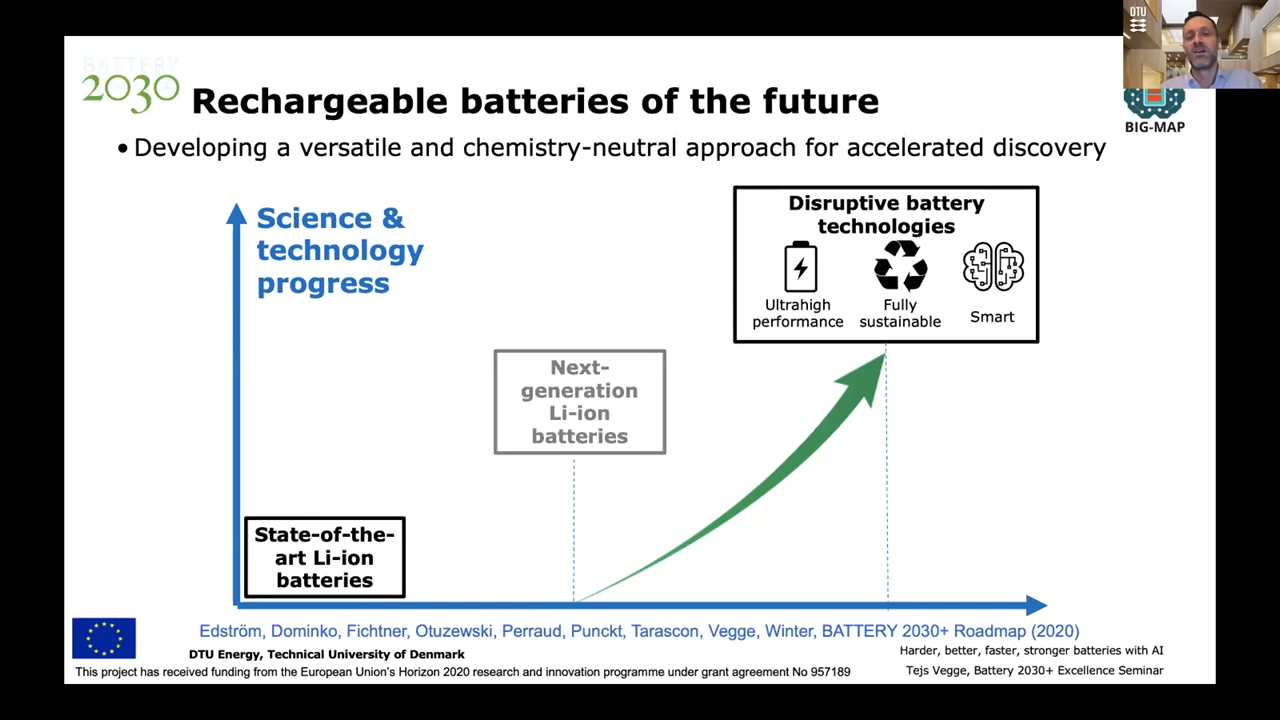 DTU
BATTERY
2030
Rechargeable batteries of the future
BIG-MAP
• Developing a versatile and chemistry-neutral approach for accelerated discovery
Science &
technology
progress
Disruptive battery
technologies
Ultrahigh
performance
Fully
sustainable
Smart
Next-
generation
Li-ion
batteries
State-of-the-
art Li-ion
batteries
Edström, Dominko, Fichtner, Otuzewski, Perraud, Punckt, Tarascon, Vegge, Winter, BATTERY 2030+ Roadmap (2020)
DTU Energy, Technical University of Denmark
Harder, better, faster, stronger batteries with AI
This project has received funding from the European Union's Horizon 2020 research and innovation programme under grant agreement No 957189
Tejs Vegge, Battery 2030+ Excellence Seminar